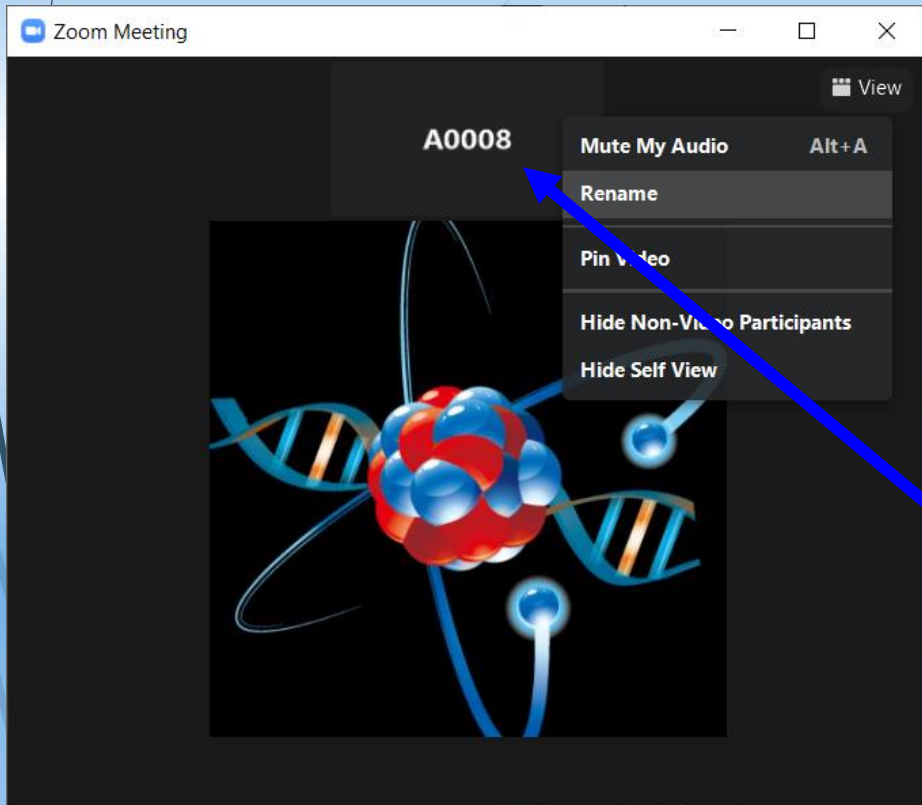 Zoom Meeting
View
A0008
Mute My Audio Alt+A
Rename
Pin Video
Hide Non-Video Participants
Hide Self View